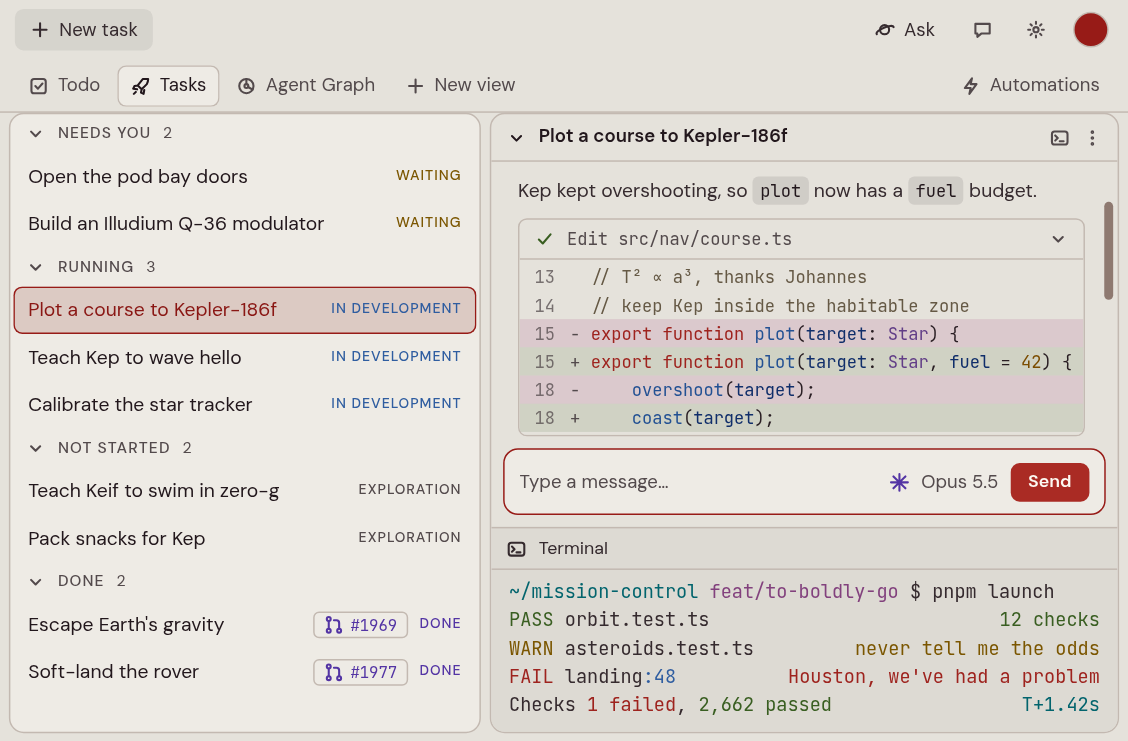 New task
Ask
Todo
Tasks
Agent Graph
New view
Automations
NEEDS YOU 2
Open the pod bay doors WAITING
Build an Illudium Q-36 modulator WAITING
RUNNING 3
Plot a course to Kepler-186f IN DEVELOPMENT
Teach Kep to wave hello IN DEVELOPMENT
Calibrate the star tracker IN DEVELOPMENT
NOT STARTED 2
Teach Keif to swim in zero-g EXPLORATION
Pack snacks for Kep EXPLORATION
DONE 2
Escape Earth's gravity #1969 DONE
Soft-land the rover #1977 DONE
Plot a course to Kepler-186f
Kep kept overshooting, so plot now has a fuel budget.
Edit src/nav/course.ts
13 // T² ∝ a³, thanks Johannes
14 // keep Kep inside the habitable zone
15 - export function plot(target: Star) {
15 + export function plot(target: Star, fuel = 42) {
18 - overshoot(target);
18 + coast(target);
Type a message...
Opus 5.5
Send
Terminal
~/mission-control feat/to-boldly-go $ pnpm launch
PASS orbit.test.ts 12 checks
WARN asteroids.test.ts never tell me the odds
FAIL landing:48 Houston, we've had a problem
Checks 1 failed, 2,662 passed T+1.42s